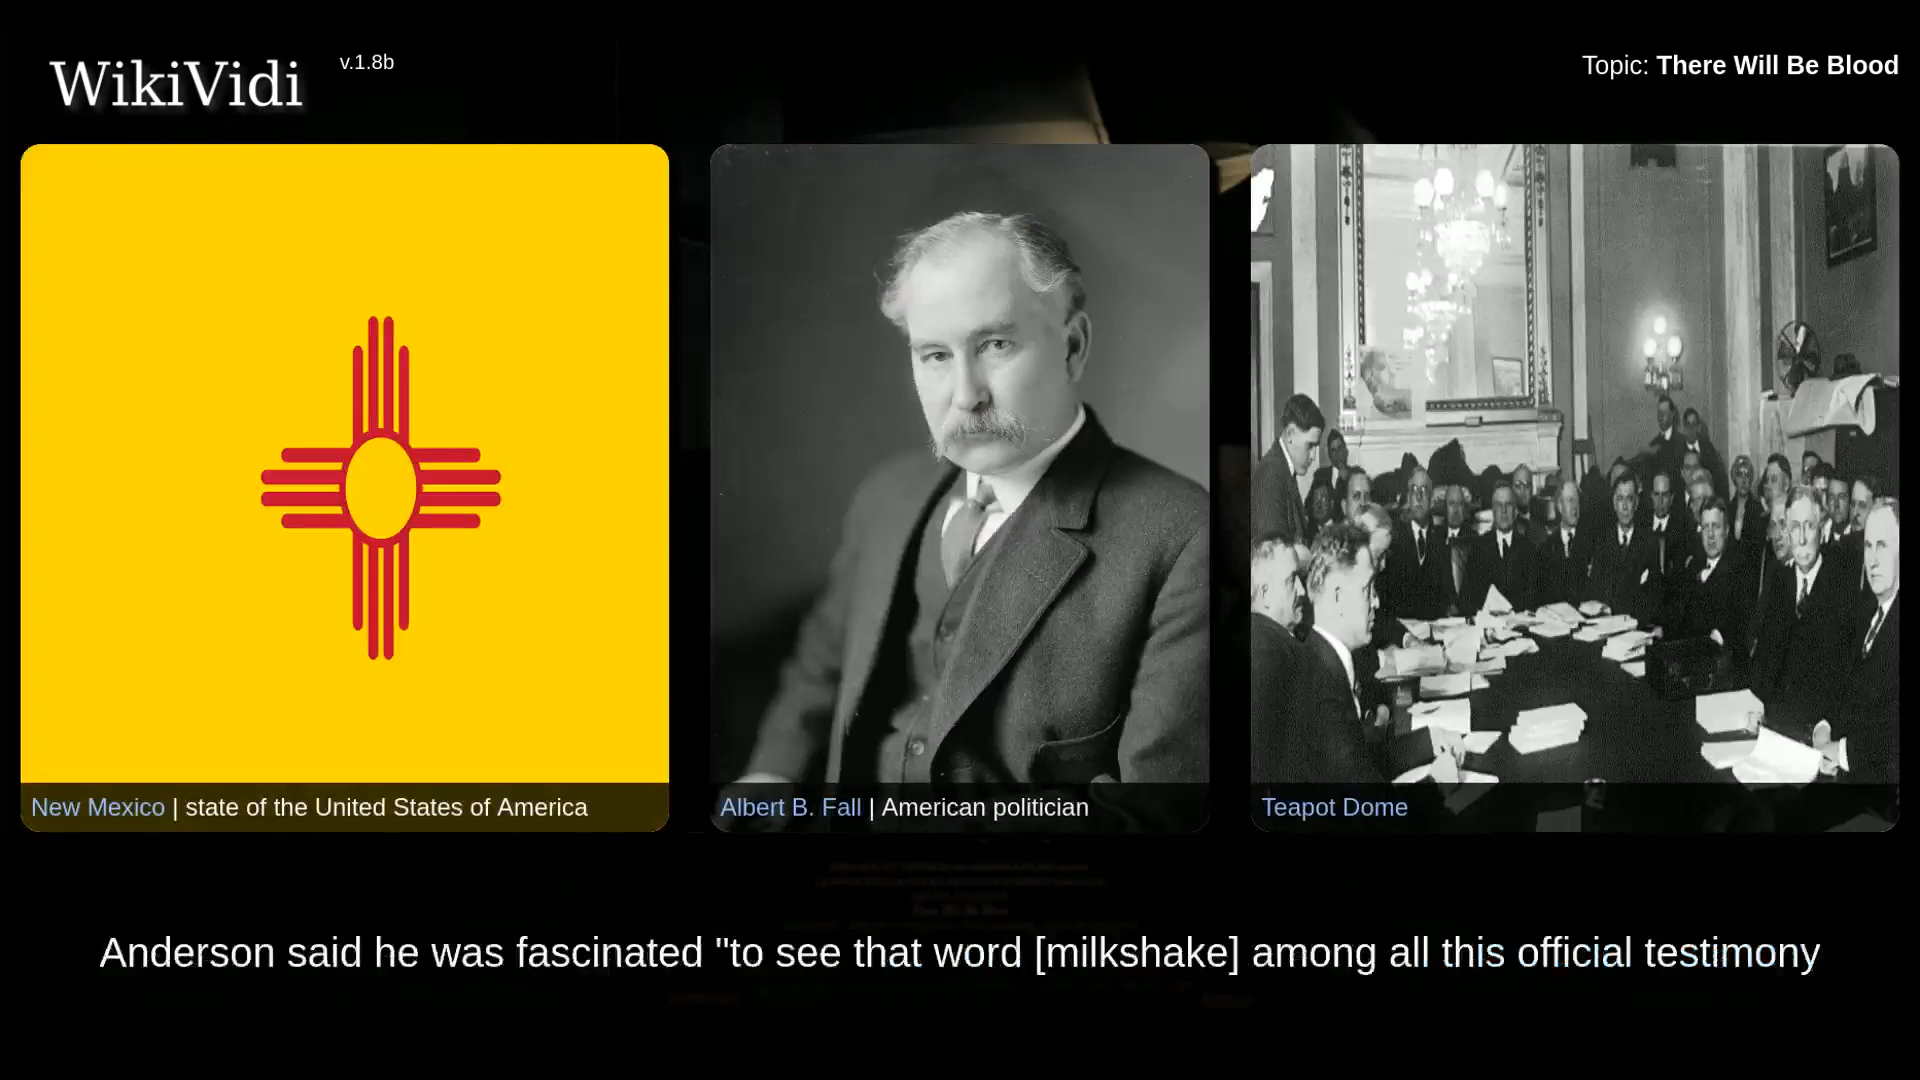 WikiVidi
v.1.8b
Topic: There Will Be Blood
New Mexico | state of the United States of America
Albert B. Fall | American politician
Teapot Dome
Anderson said he was fascinated "to see that word [milkshake] among all this official testimony